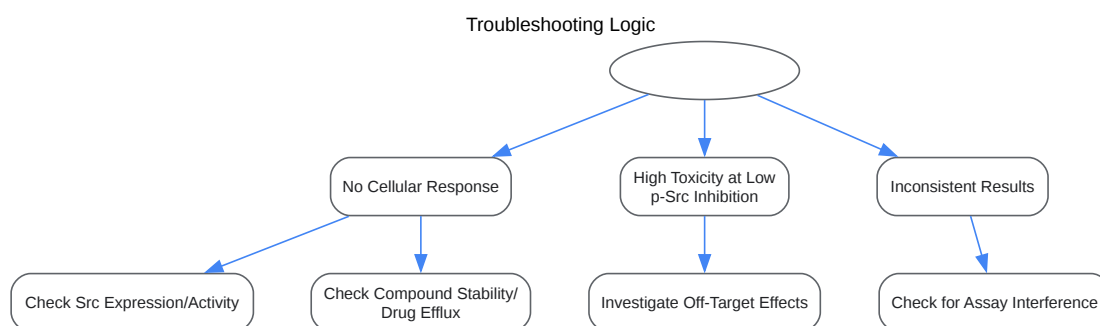 Troubleshooting Logic
No Cellular Response
High Toxicity at Low
p-Src Inhibition
Inconsistent Results
Check Src Expression/Activity
Check Compound Stability/
Drug Efflux
Investigate Off-Target Effects
Check for Assay Interference